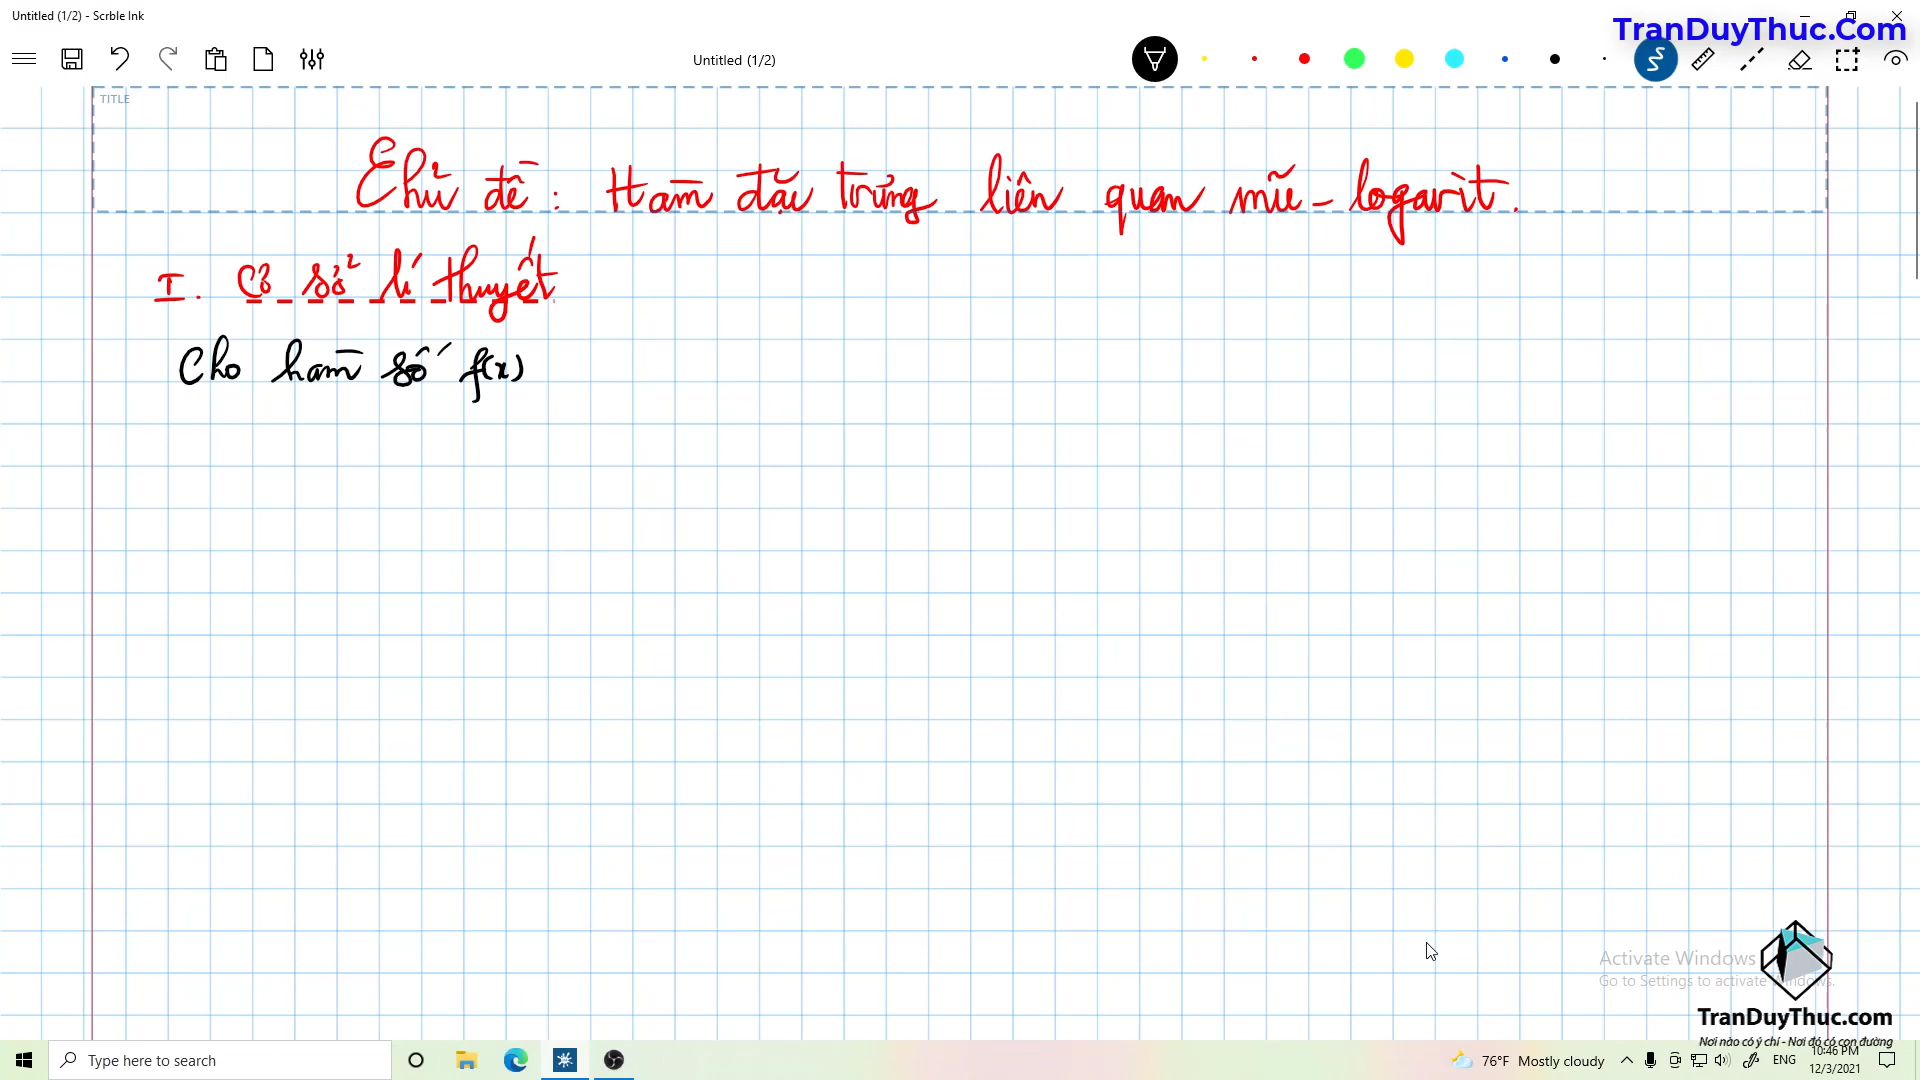 Untitled (1/2) - Scrble Ink
TranDuyThuc.Com
Untitled (1/2)
TITLE
Chủ đề : Hàm đặc trưng liên quan mũ - logarit.
I. Cơ sở lí thuyết
Cho hàm số f(x)
Activate Windows
Go to Settings to activate Windows.
TranDuyThuc.com
Nơi nào có ý chí - Nơi đó có con đường
Type here to search
76°F Mostly cloudy
ENG
10:46 PM
12/3/2021